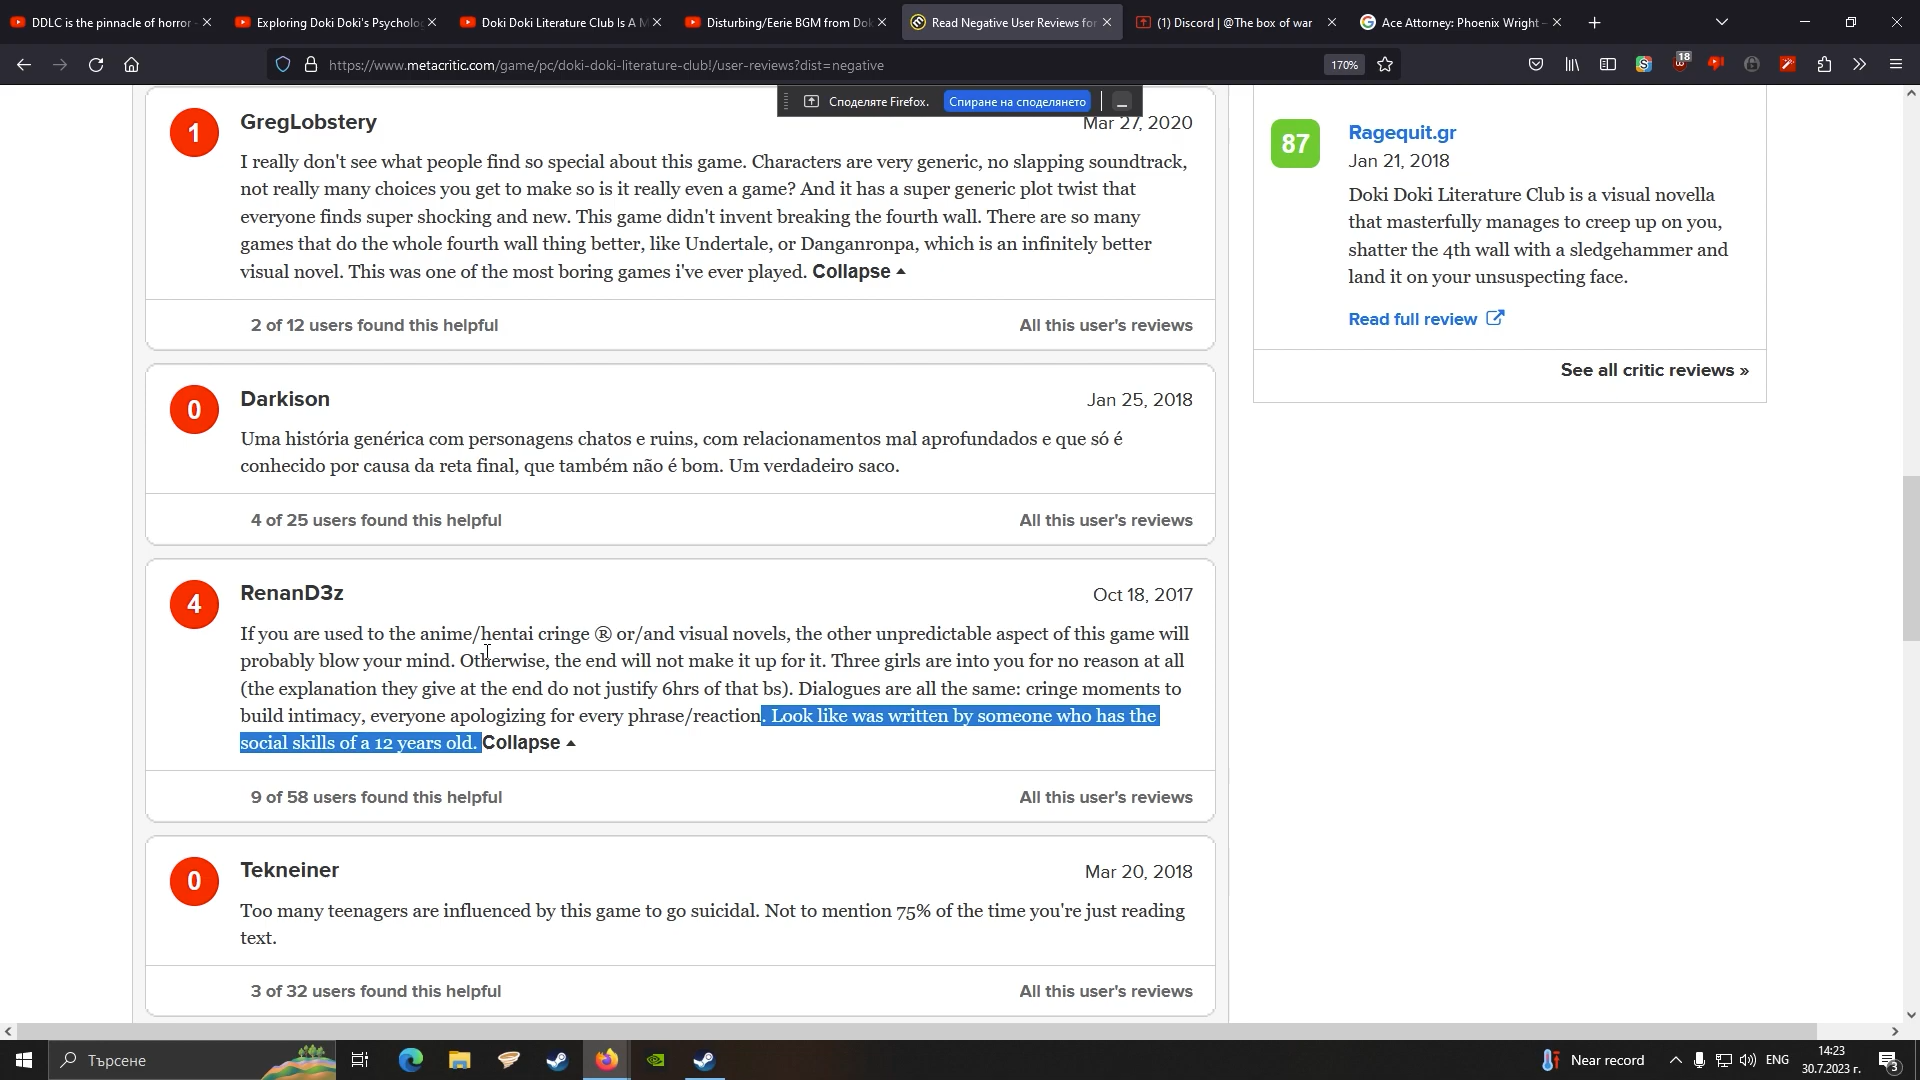 DDLC is the pinnacle of horror -
Exploring Doki Doki's Psycholog
Doki Doki Literature Club Is A M
Disturbing/Eerie BGM from Dok
Read Negative User Reviews for
(1) Discord | @The box of war
Ace Attorney: Phoenix Wright –
https://www.metacritic.com/game/pc/doki-doki-literature-club!/user-reviews?dist=negative
170%
18
Споделяте Firefox.
Спиране на споделянето
1
GregLobstery
Mar 27, 2020
I really don't see what people find so special about this game. Characters are very generic, no slapping soundtrack,
not really many choices you get to make so is it really even a game? And it has a super generic plot twist that
everyone finds super shocking and new. This game didn't invent breaking the fourth wall. There are so many
games that do the whole fourth wall thing better, like Undertale, or Danganronpa, which is an infinitely better
visual novel. This was one of the most boring games i've ever played. Collapse
2 of 12 users found this helpful
All this user's reviews
0
Darkison
Jan 25, 2018
Uma história genérica com personagens chatos e ruins, com relacionamentos mal aprofundados e que só é
conhecido por causa da reta final, que também não é bom. Um verdadeiro saco.
4 of 25 users found this helpful
All this user's reviews
4
RenanD3z
Oct 18, 2017
If you are used to the anime/hentai cringe ® or/and visual novels, the other unpredictable aspect of this game will
probably blow your mind. Otherwise, the end will not make it up for it. Three girls are into you for no reason at all
(the explanation they give at the end do not justify 6hrs of that bs). Dialogues are all the same: cringe moments to
build intimacy, everyone apologizing for every phrase/reaction. Look like was written by someone who has the
social skills of a 12 years old. Collapse
9 of 58 users found this helpful
All this user's reviews
0
Tekneiner
Mar 20, 2018
Too many teenagers are influenced by this game to go suicidal. Not to mention 75% of the time you're just reading
text.
3 of 32 users found this helpful
All this user's reviews
87
Ragequit.gr
Jan 21, 2018
Doki Doki Literature Club is a visual novella
that masterfully manages to creep up on you,
shatter the 4th wall with a sledgehammer and
land it on your unsuspecting face.
Read full review
See all critic reviews »
Търсене
Near record
ENG
14:23
30.7.2023 г.
3